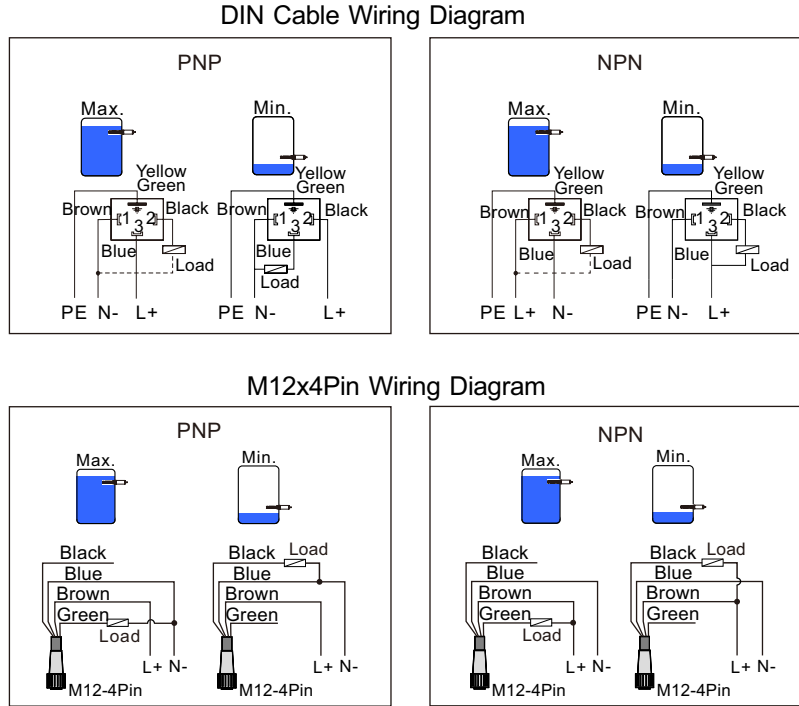 DIN Cable Wiring Diagram
PNP
Max.
Min.
Yellow
Green
Brown
1
2
3
Black
Blue
Load
PE N- L+
Yellow
Green
Brown
1
2
3
Black
Blue
Load
PE N- L+
NPN
Max.
Min.
Yellow
Green
Brown
1
2
3
Black
Blue
Load
PE L+ N-
Yellow
Green
Brown
1
2
3
Black
Blue
Load
PE N- L+
M12x4Pin Wiring Diagram
PNP
Max.
Min.
Black
Blue
Brown
Green
Load
L+ N-
M12-4Pin
Black Load
Blue
Brown
Green
L+ N-
M12-4Pin
NPN
Max.
Min.
Black
Blue
Brown
Green
Load
L+ N-
M12-4Pin
Black Load
Blue
Brown
Green
L+ N-
M12-4Pin